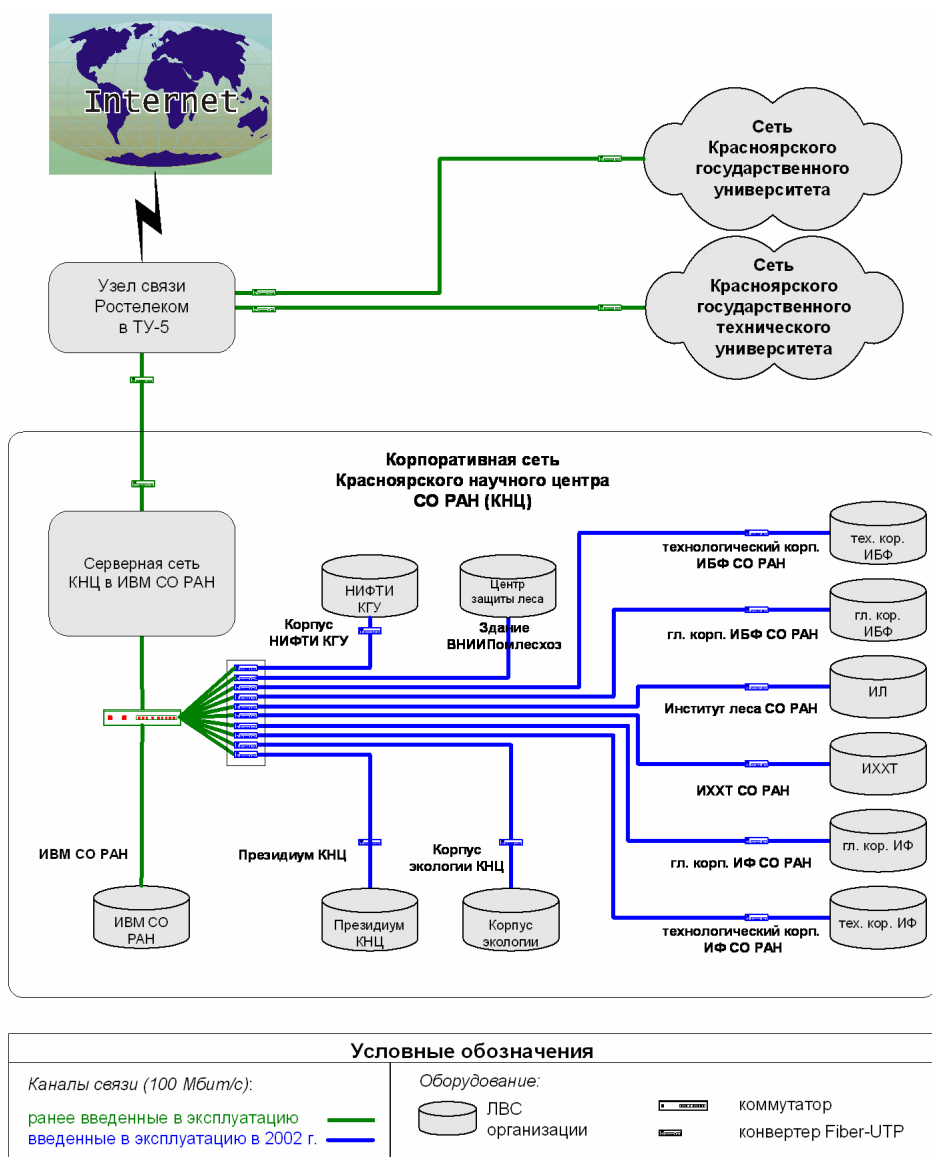 Internet
Сеть
Красноярского
государственного
университета
Узел связи
Ростелеком
в ТУ-5
Сеть
Красноярского
государственного
технического
университета
Корпоративная сеть
Красноярского научного центра
СО РАН (КНЦ)
Серверная сеть
КНЦ в ИВМ СО РАН
НИФТИ
КГУ
Корпус
НИФТИ КГУ
Центр
защиты леса
Здание
ВНИИПомлесхоз
тех. кор.
ИБФ
технологический корп.
ИБФ СО РАН
гл. кор.
ИБФ
гл. корп. ИБФ СО РАН
ИЛ
Институт леса СО РАН
ИХХТ
ИХХТ СО РАН
гл. кор. ИФ
гл. корп. ИФ СО РАН
тех. кор. ИФ
технологический корп.
ИФ СО РАН
ИВМ СО РАН
Президиум КНЦ
Корпус
экологии КНЦ
ИВМ СО
РАН
Президиум
КНЦ
Корпус
экологии
Условные обозначения
Каналы связи (100 Мбит/с):
ранее введенные в эксплуатацию
введенные в эксплуатацию в 2002 г.
Оборудование:
ЛВС
организации
коммутатор
конвертер Fiber-UTP